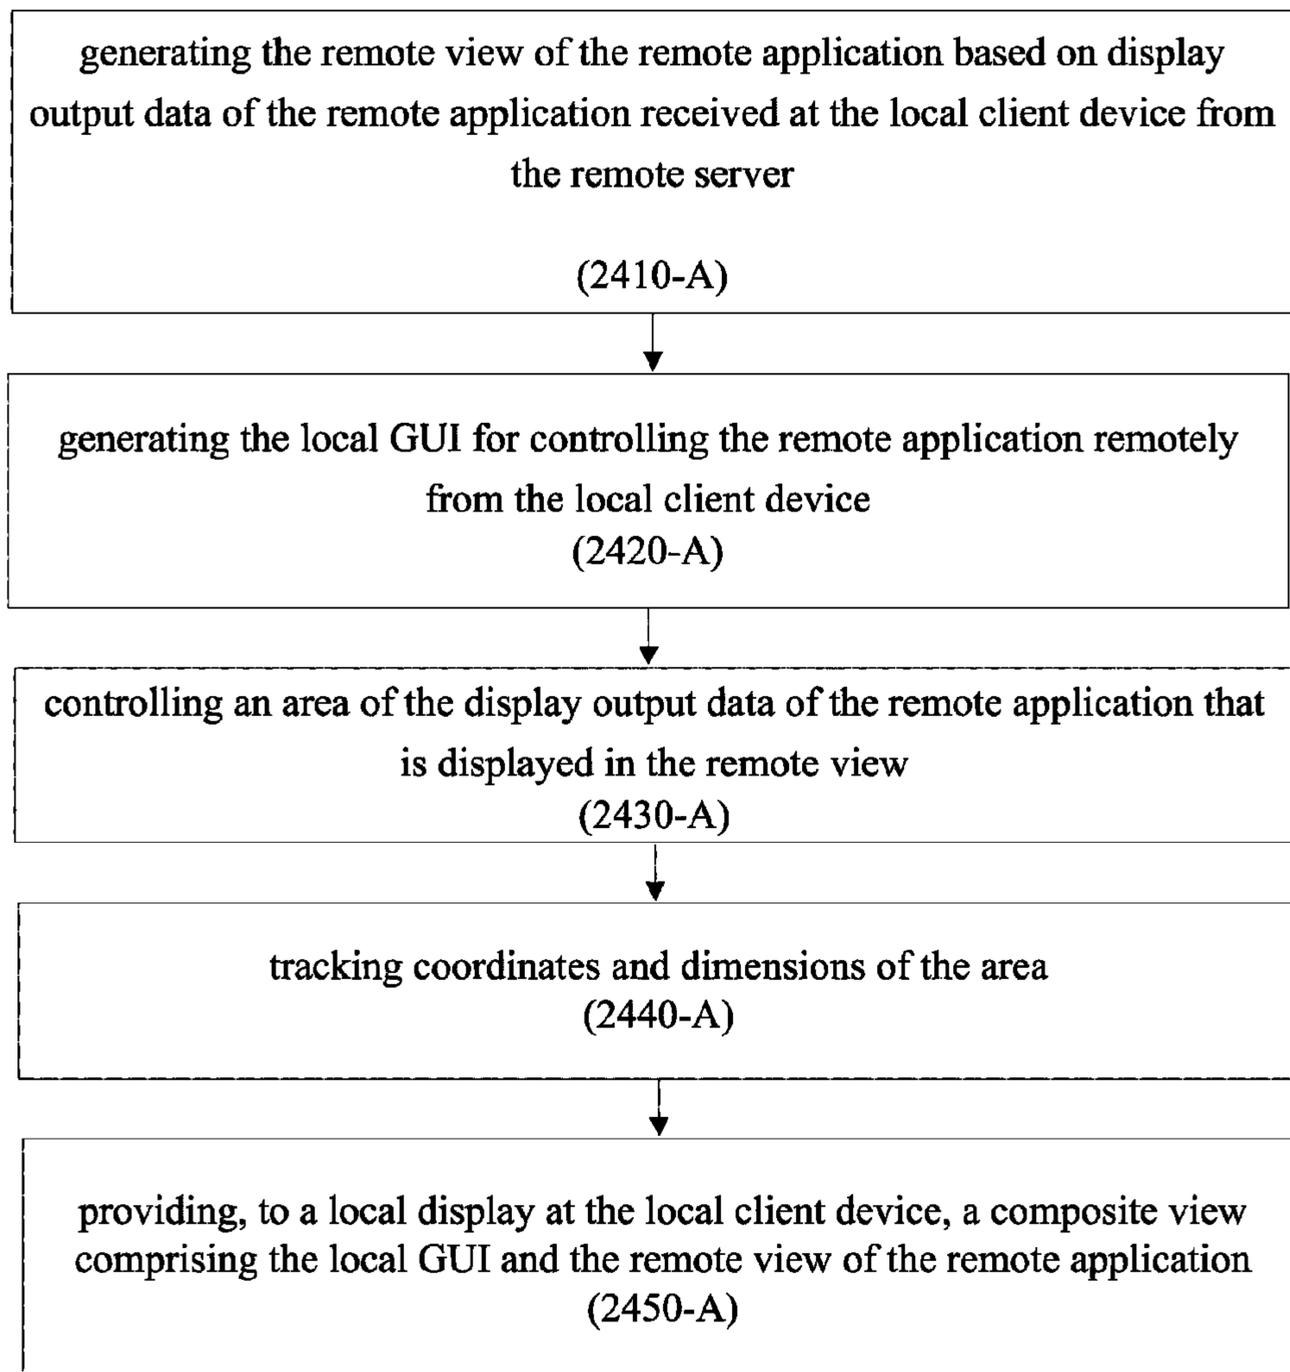 generating the remote view of the remote application based on display
output data of the remote application received at the local client device from
the remote server
(2410-A)
generating the local GUI for controlling the remote application remotely
from the local client device
(2420-A)
controlling an area of the display output data of the remote application that
is displayed in the remote view
(2430-A)
tracking coordinates and dimensions of the area
(2440-A)
providing, to a local display at the local client device, a composite view
comprising the local GUI and the remote view of the remote application
(2450-A)